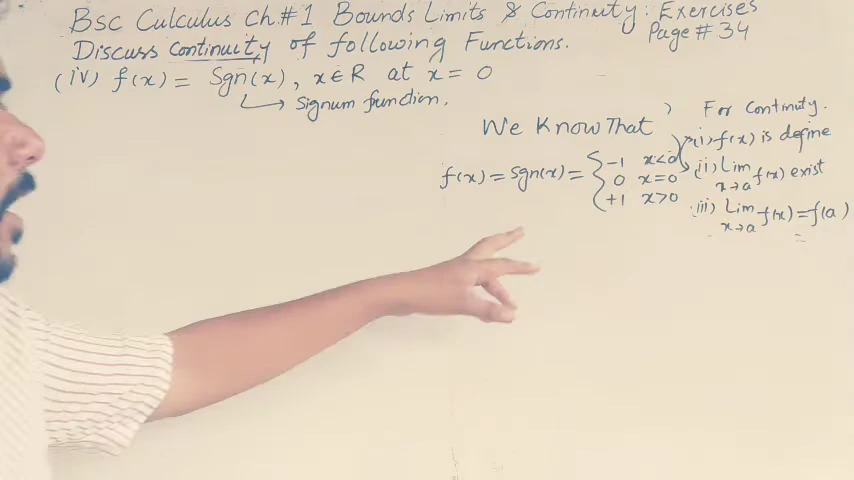 Bsc Calculus Ch.#1 Bounds Limits & Continuity: Exercises
Page # 34
Discuss Continuity of following Functions.
(iv) f(x) = Sgn(x), x∈R at x = 0
↳ Signum function.
We Know That
f(x) = sgn(x) = { -1 x<0
0 x=0
+1 x>0
For Continuty.
(i) f(x) is define
(ii) Lim x→a f(x) exist
(iii) Lim x→a f(x) = f(a)